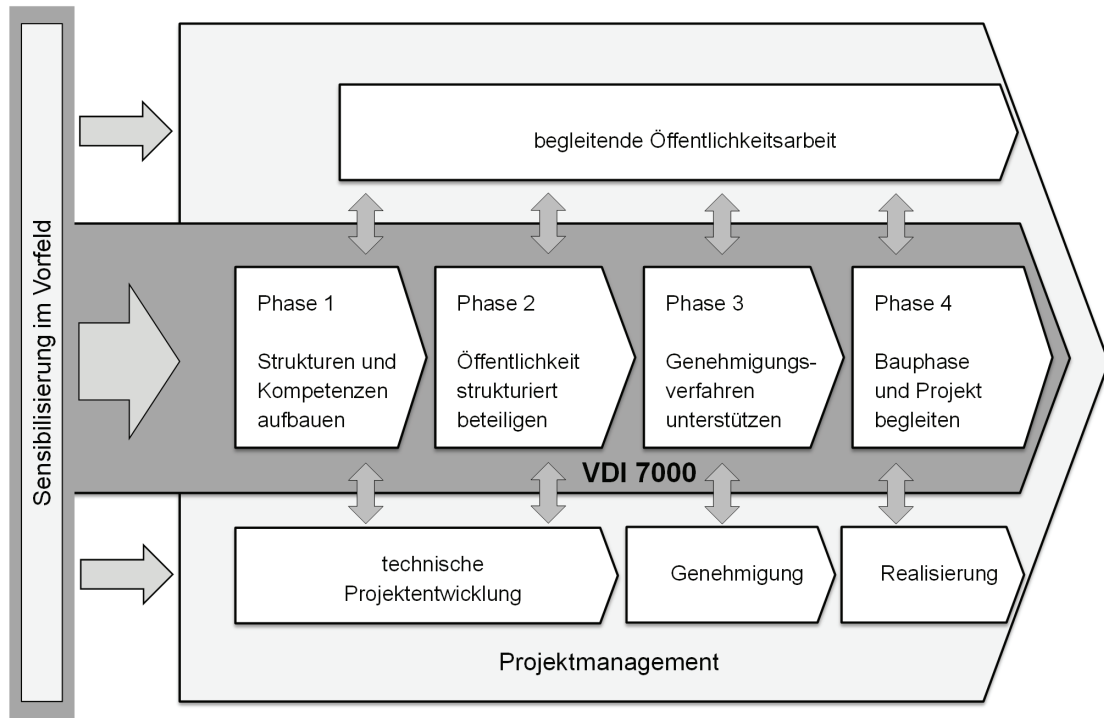 Sensibilisierung im Vorfeld
begleitende Öffentlichkeitsarbeit
Phase 1
Strukturen und
Kompetenzen
aufbauen
Phase 2
Öffentlichkeit
strukturiert
beteiligen
Phase 3
Genehmigungs-
verfahren
unterstützen
Phase 4
Bauphase
und Projekt
begleiten
VDI 7000
technische
Projektentwicklung
Genehmigung
Realisierung
Projektmanagement